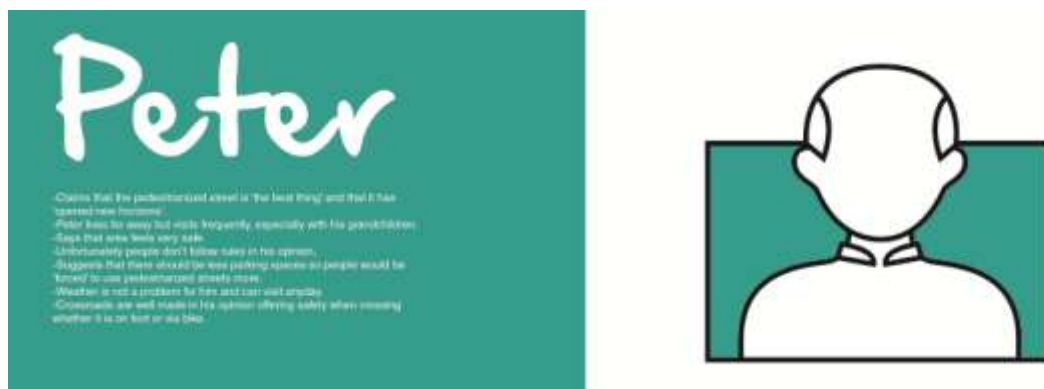 Peter
-Claims that the pedestrianized street is 'the best thing' and that it has
'opened new horizons'.
-Peter lives far away but visits frequently, especially with his grandchildren.
-Says that area feels very safe.
-Unfortunately people don't follow rules in his opinion.
-Suggests that there should be less parking spaces so people would be
'forced' to use pedestrianized streets more.
-Weather is not a problem for him and can visit anyday.
-Crossroads are well made in his opinion offering safety when crossing
whether it is on foot or via bike.